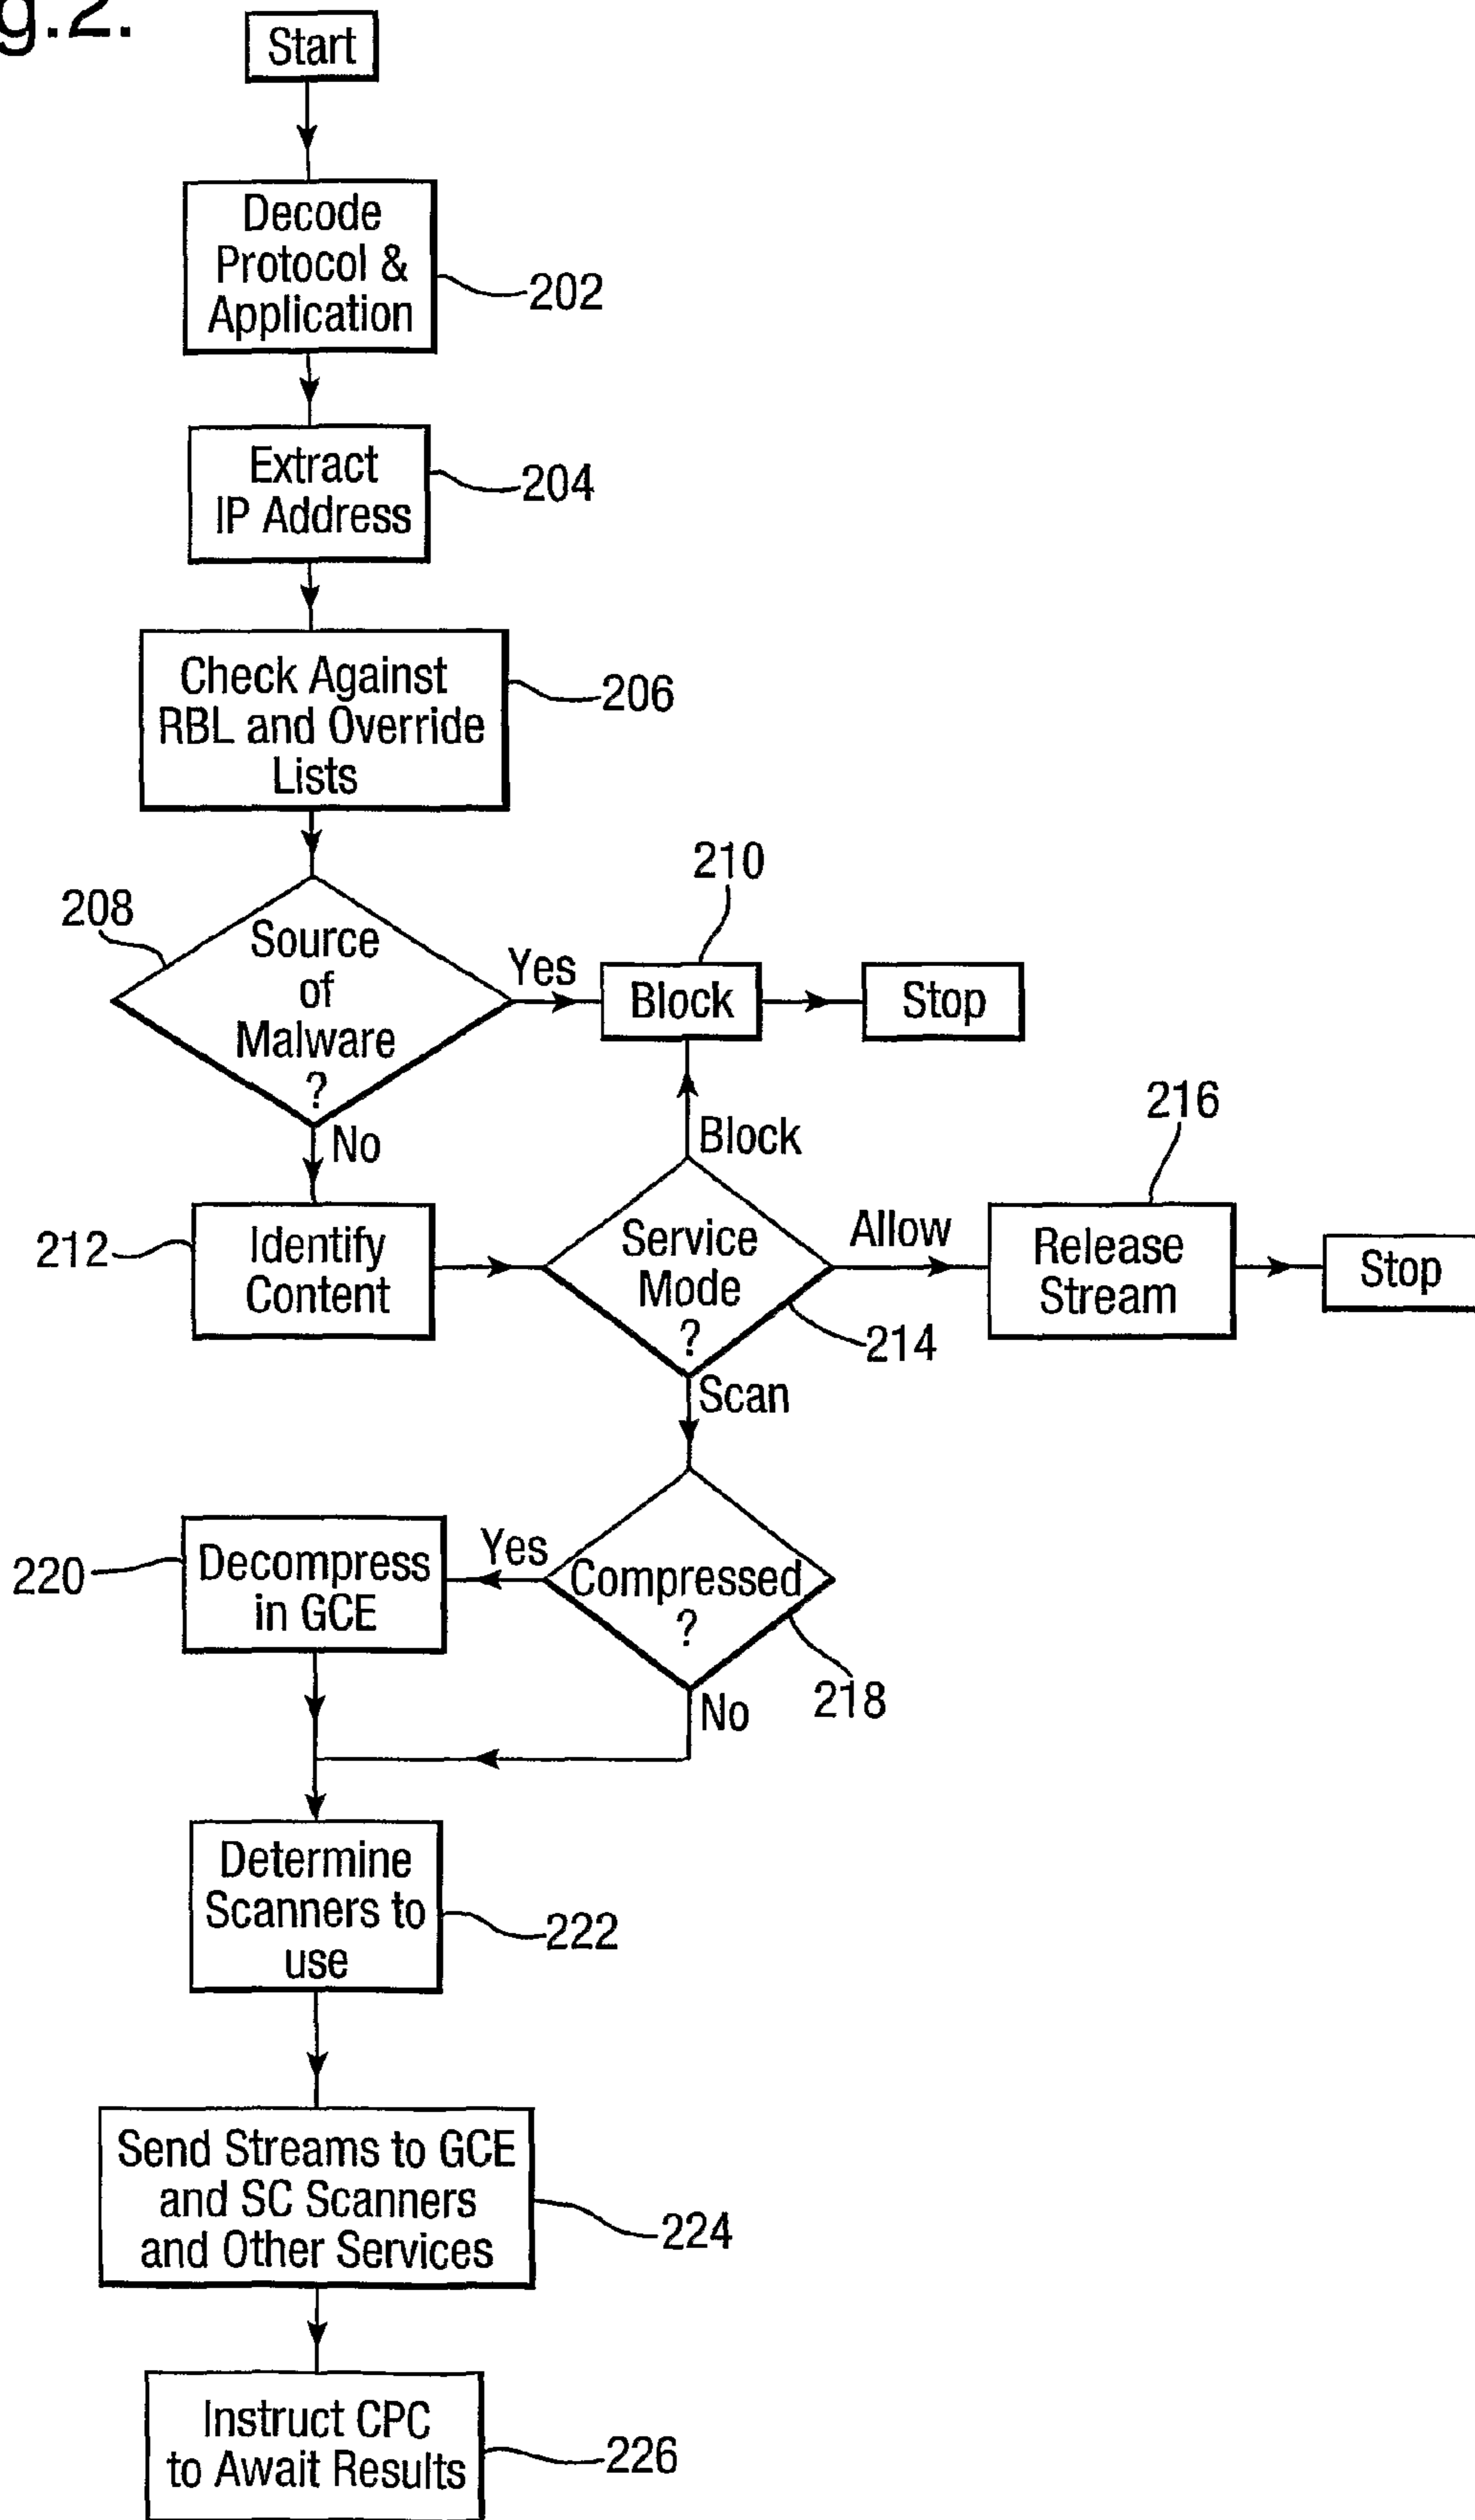 g.2.
Start
Decode
Protocol &
Application
202
Extract
IP Address
204
Check Against
RBL and Override
Lists
206
208
Source
of
Malware
?
Yes
210
Block
Stop
No
Block
212
Identify
Content
Service
Mode
?
214
Allow
216
Release
Stream
Stop
Scan
220
Decompress
in GCE
Yes
Compressed
?
218
No
Determine
Scanners to
use
222
Send Streams to GCE
and SC Scanners
and Other Services
224
Instruct CPC
to Await Results
226